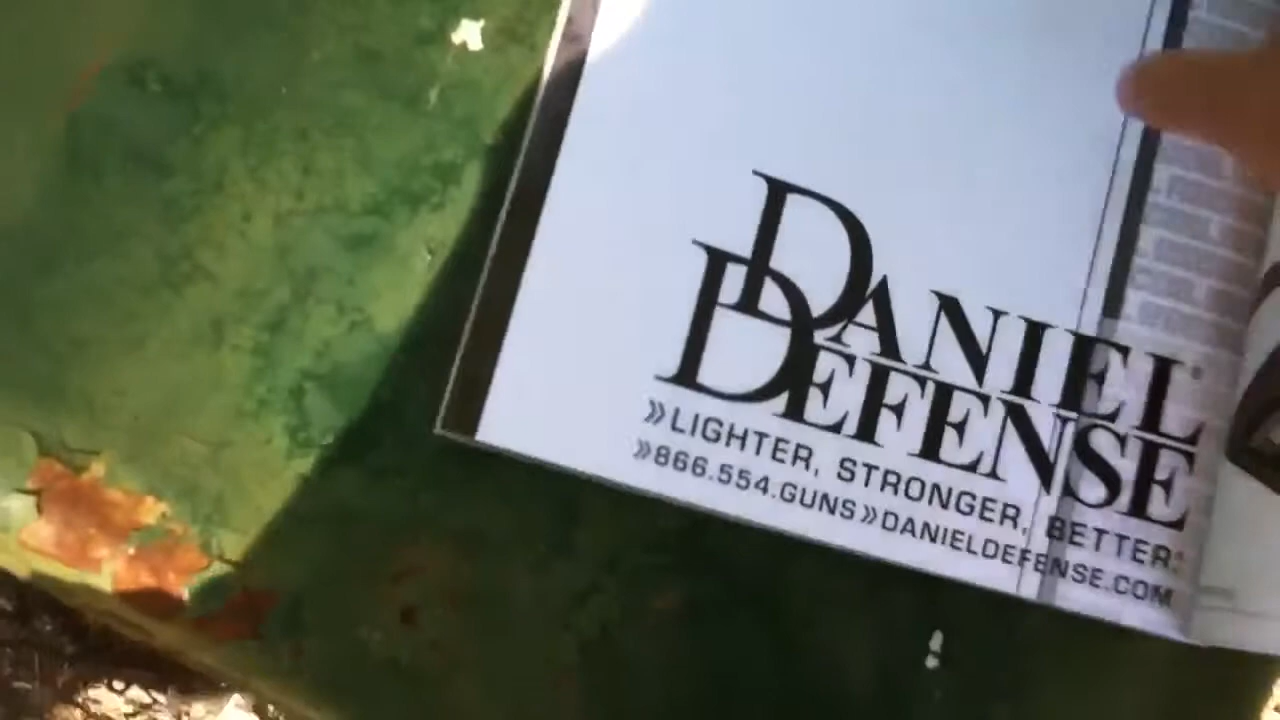 DANIEL
DEFENSE
»LIGHTER, STRONGER, BETTER.
»866.554.GUNS»DANIELDEFENSE.COM